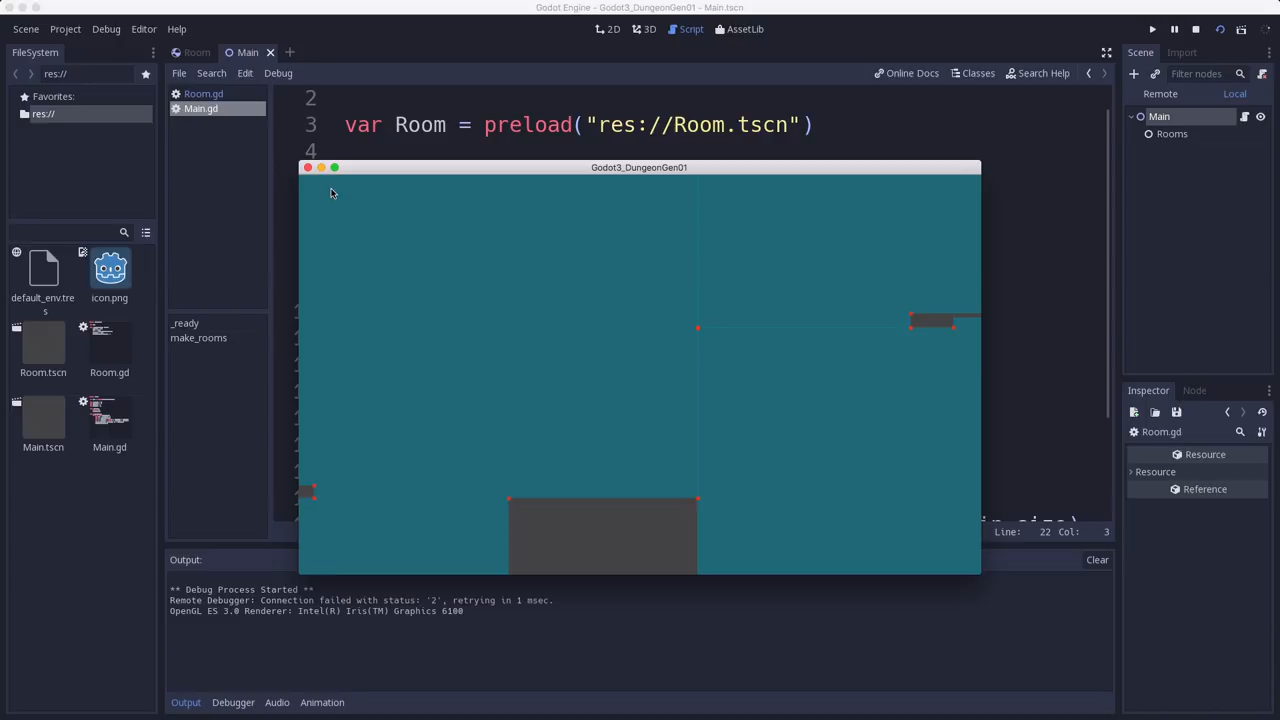 Godot Engine - Godot3_DungeonGen01 - Main.tscn
Scene Project Debug Editor Help
2D 3D Script AssetLib
FileSystem
Room Main
Scene Import
res://
File Search Edit Debug
Online Docs Classes Search Help
Filter nodes
Favorites:
res://
Room.gd
Main.gd
2
3 var Room = preload("res://Room.tscn")
4
Remote Local
Main
Rooms
Godot3_DungeonGen01
default_env.tre
s
icon.png
Room.tscn
Room.gd
Main.tscn
Main.gd
_ready
make_rooms
Inspector Node
Room.gd
Resource
Resource
Reference
Line: 22 Col: 3
Output:
Clear
** Debug Process Started **
Remote Debugger: Connection failed with status: '2', retrying in 1 msec.
OpenGL ES 3.0 Renderer: Intel(R) Iris(TM) Graphics 6100
Output Debugger Audio Animation